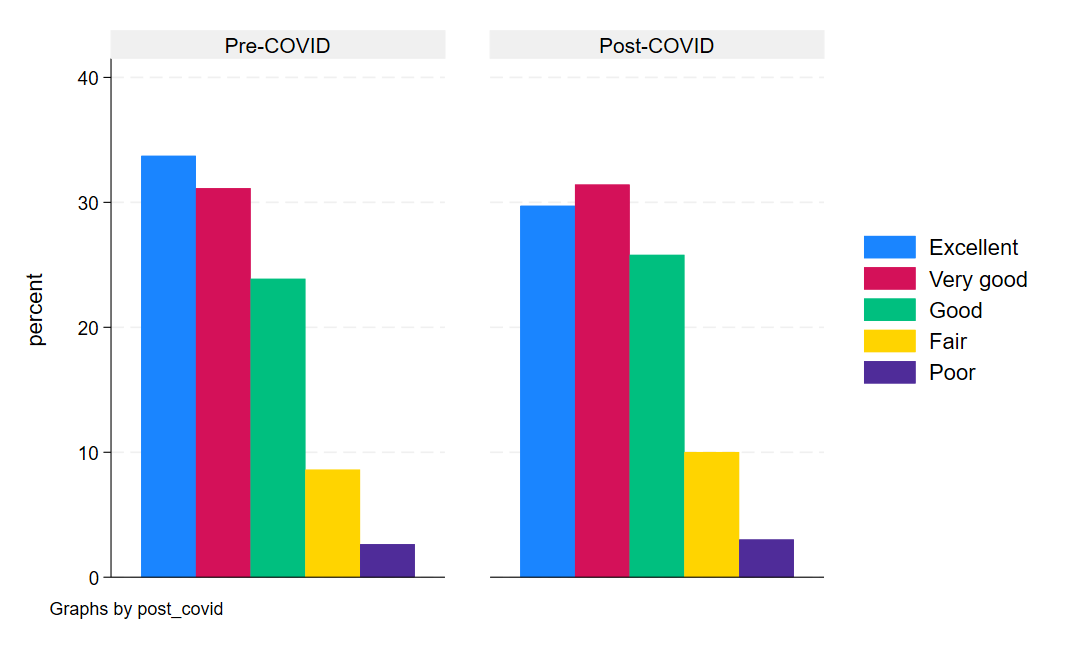 Pre-COVID
Post-COVID
40
30
20
10
0
percent
Excellent
Very good
Good
Fair
Poor
Graphs by post_covid